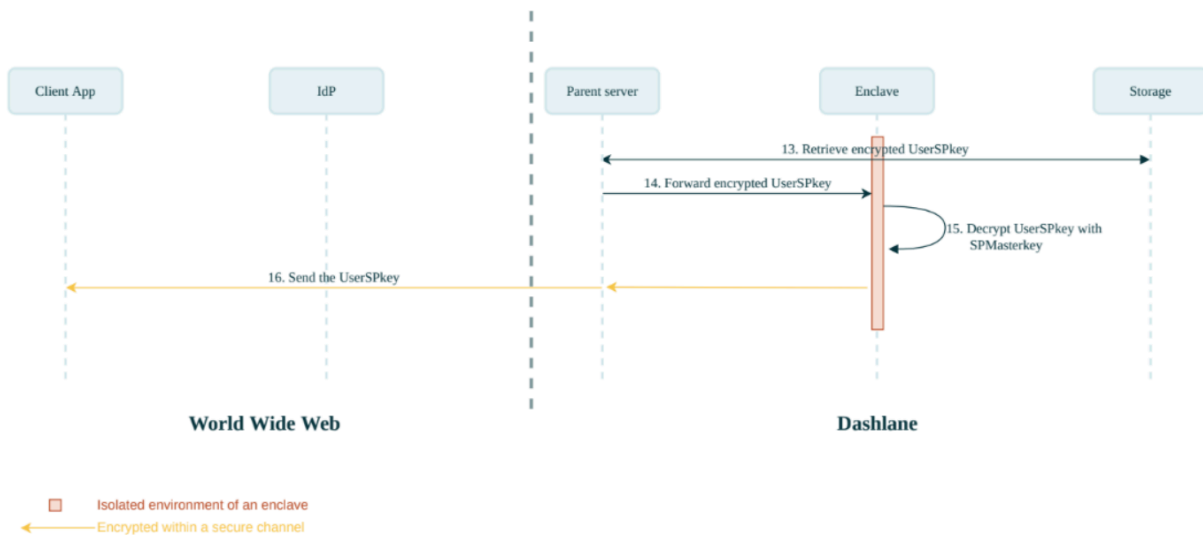 Client App
IdP
Parent server
Enclave
Storage
13. Retrieve encrypted UserSPkey
14. Forward encrypted UserSPkey
15. Decrypt UserSPkey with
SPMasterkey
16. Send the UserSPkey
World Wide Web
Dashlane
Isolated environment of an enclave
Encrypted within a secure channel